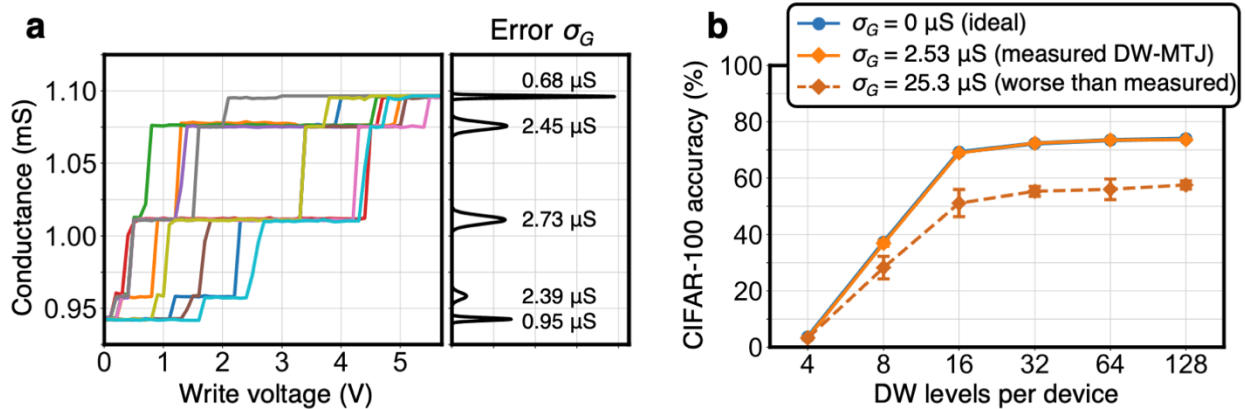 a
Error σG
1.10
1.05
1.00
0.95
Conductance (mS)
0 1 2 3 4 5
Write voltage (V)
0.68 µS
2.45 µS
2.73 µS
2.39 µS
0.95 µS
b
σG = 0 µS (ideal)
σG = 2.53 µS (measured DW-MTJ)
σG = 25.3 µS (worse than measured)
100
80
60
40
20
0
CIFAR-100 accuracy (%)
4 8 16 32 64 128
DW levels per device